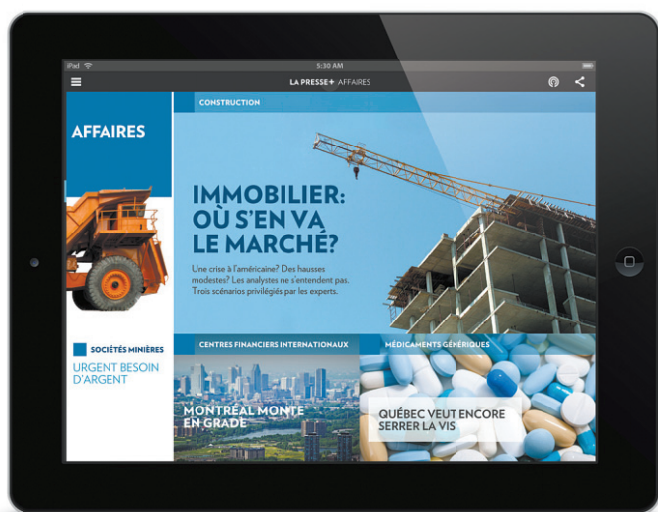 iPad
5:30 AM
LA PRESSE+ AFFAIRES
AFFAIRES
CONSTRUCTION
IMMOBILIER:
OÙ S'EN VA
LE MARCHÉ?
Une crise à l'américaine? Des hausses
modestes? Les analystes ne s'entendent pas.
Trois scénarios privilégiés par les experts.
SOCIÉTÉS MINIÈRES
URGENT BESOIN
D'ARGENT
CENTRES FINANCIERS INTERNATIONAUX
MONTRÉAL MONTE
EN GRADE
MÉDICAMENTS GÉNÉRIQUES
QUÉBEC VEUT ENCORE
SERRER LA VIS